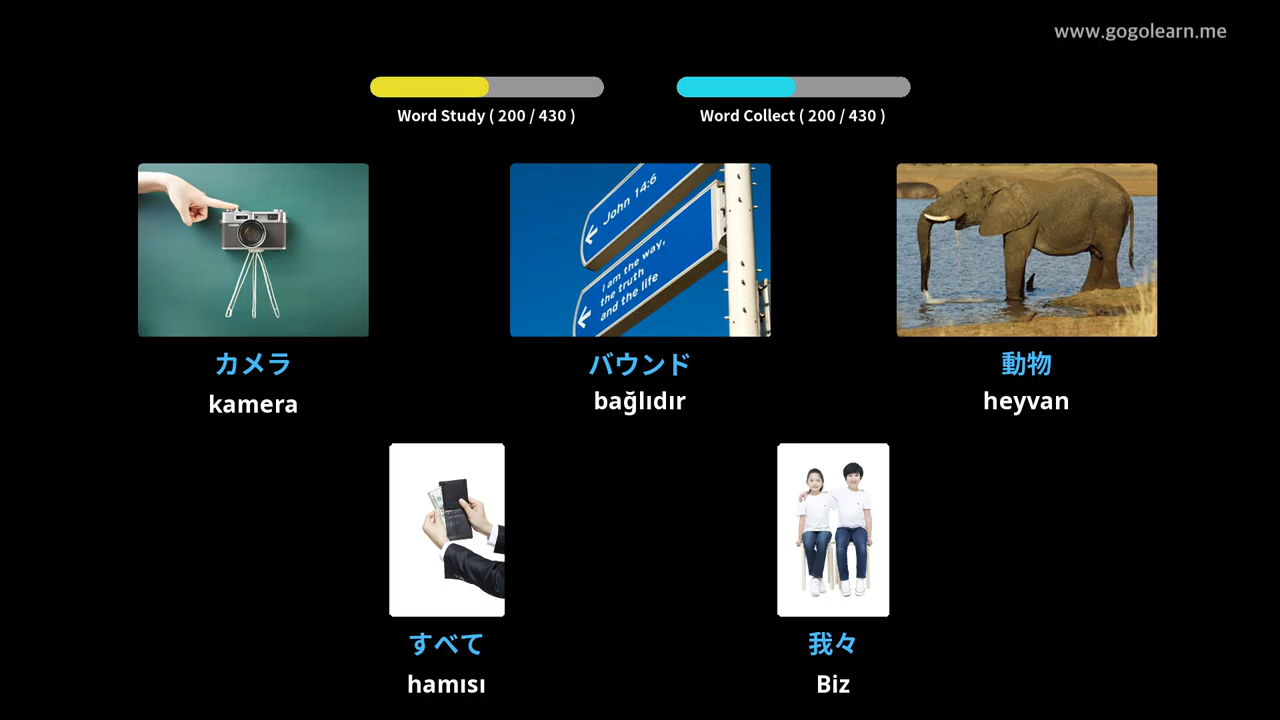 www.gogolearn.me
Word Study ( 200 / 430 )
Word Collect ( 200 / 430 )
John 14:6
I am the way,
the truth
and the life
カメラ
kamera
バウンド
bağlıdır
動物
heyvan
すべて
hamısı
我々
Biz